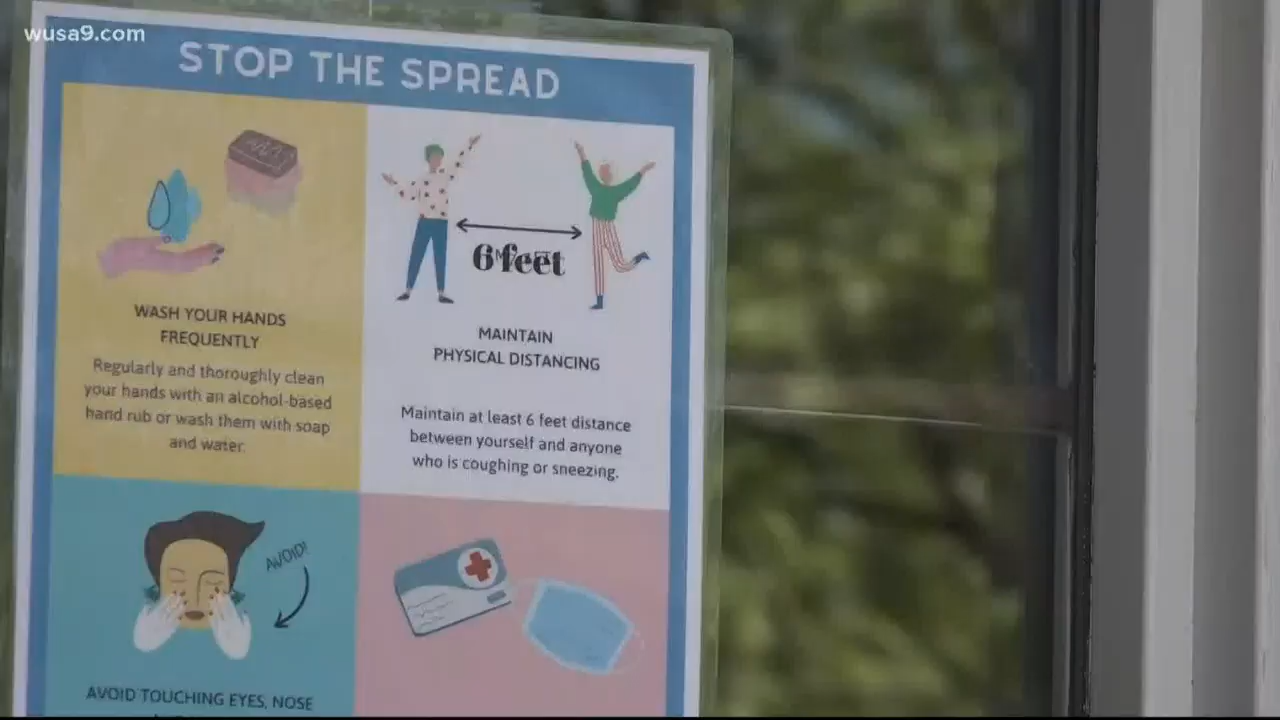 wusa9.com
STOP THE SPREAD
6 feet
WASH YOUR HANDS
FREQUENTLY
Regularly and thoroughly clean
your hands with an alcohol-based
hand rub or wash them with soap
and water.
MAINTAIN
PHYSICAL DISTANCING
Maintain at least 6 feet distance
between yourself and anyone
who is coughing or sneezing.
AVOID!
AVOID TOUCHING EYES, NOSE